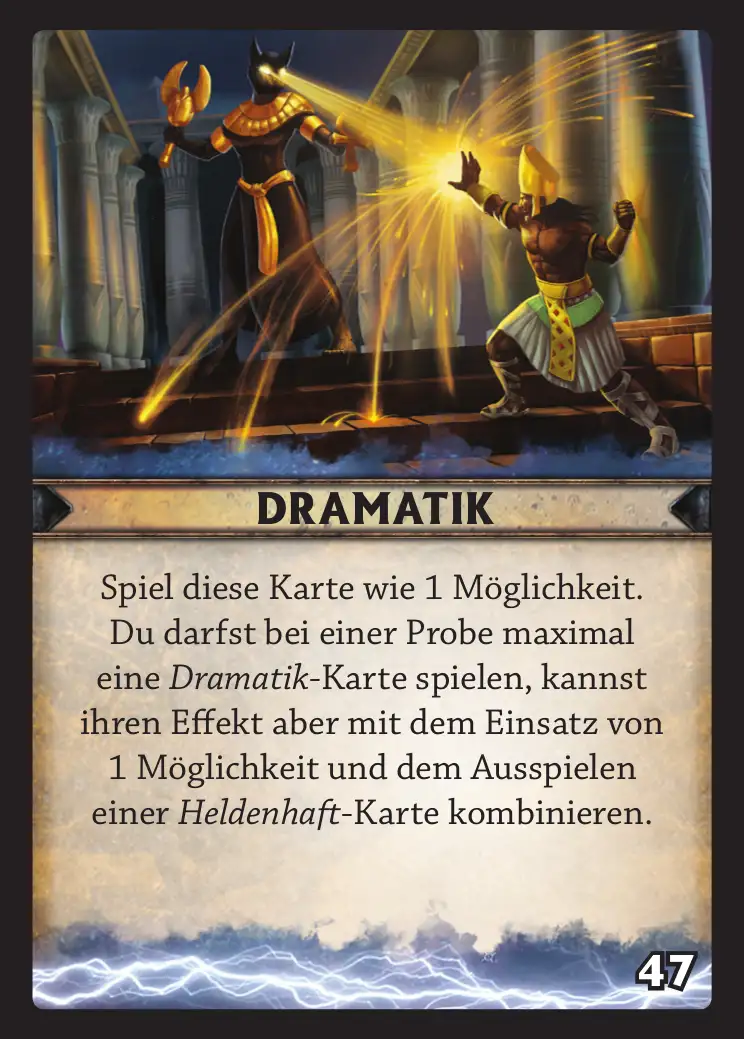 DRAMATIK
Spiel diese Karte wie 1 Möglichkeit.
Du darfst bei einer Probe maximal
eine Dramatik-Karte spielen, kannst
ihren Effekt aber mit dem Einsatz von
1 Möglichkeit und dem Ausspielen
einer Heldenhaft-Karte kombinieren.
47